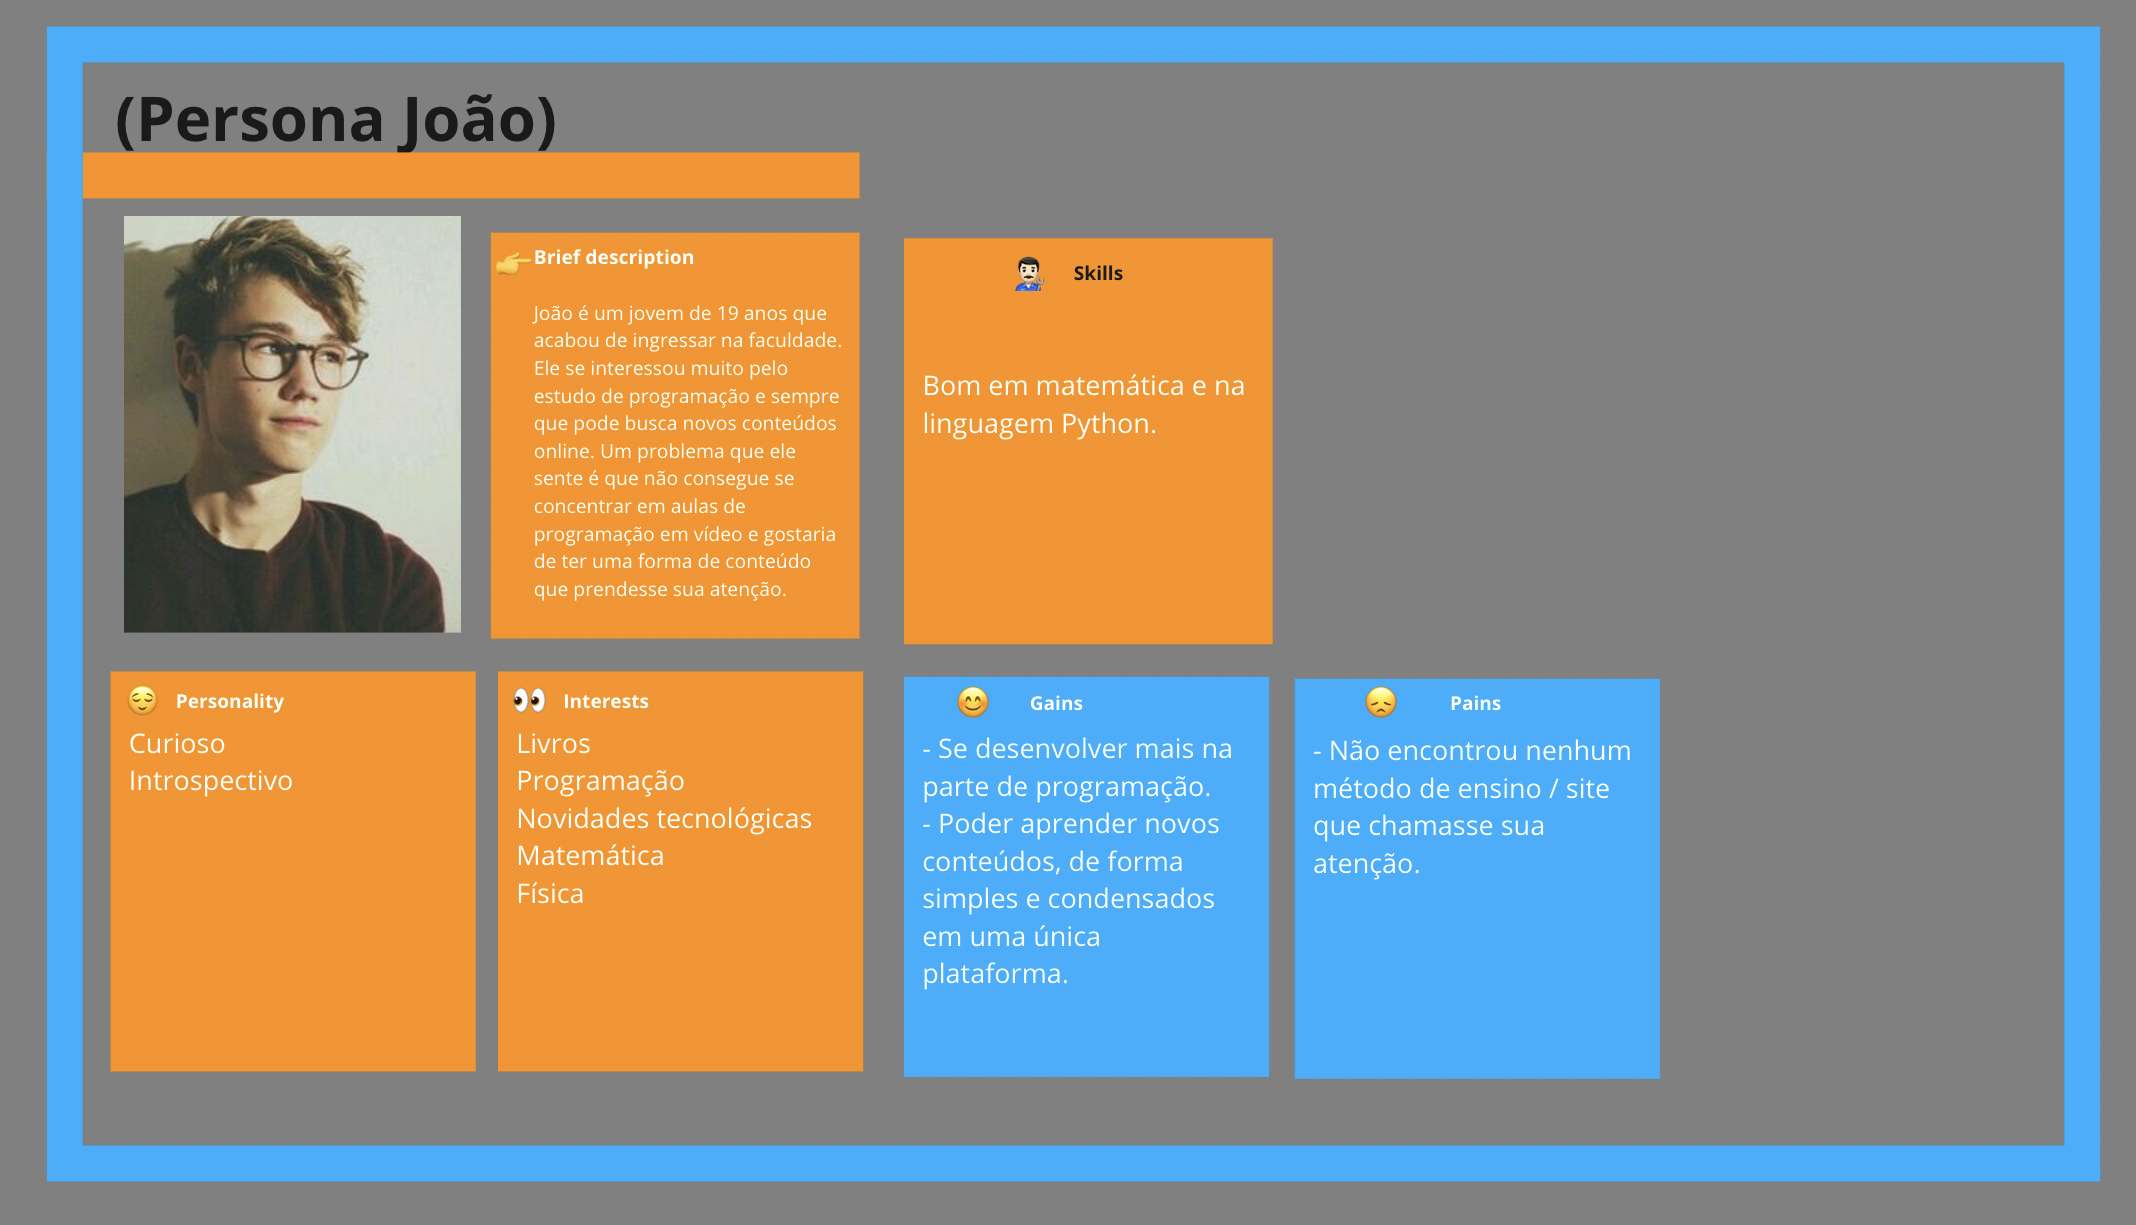 (Persona João)
Brief description
João é um jovem de 19 anos que
acabou de ingressar na faculdade.
Ele se interessou muito pelo
estudo de programação e sempre
que pode busca novos conteúdos
online. Um problema que ele
sente é que não consegue se
concentrar em aulas de
programação em vídeo e gostaria
de ter uma forma de conteúdo
que prendesse sua atenção.
Skills
Bom em matemática e na
linguagem Python.
Personality
Curioso
Introspectivo
Interests
Livros
Programação
Novidades tecnológicas
Matemática
Física
Gains
- Se desenvolver mais na
parte de programação.
- Poder aprender novos
conteúdos, de forma
simples e condensados
em uma única
plataforma.
Pains
- Não encontrou nenhum
método de ensino / site
que chamasse sua
atenção.